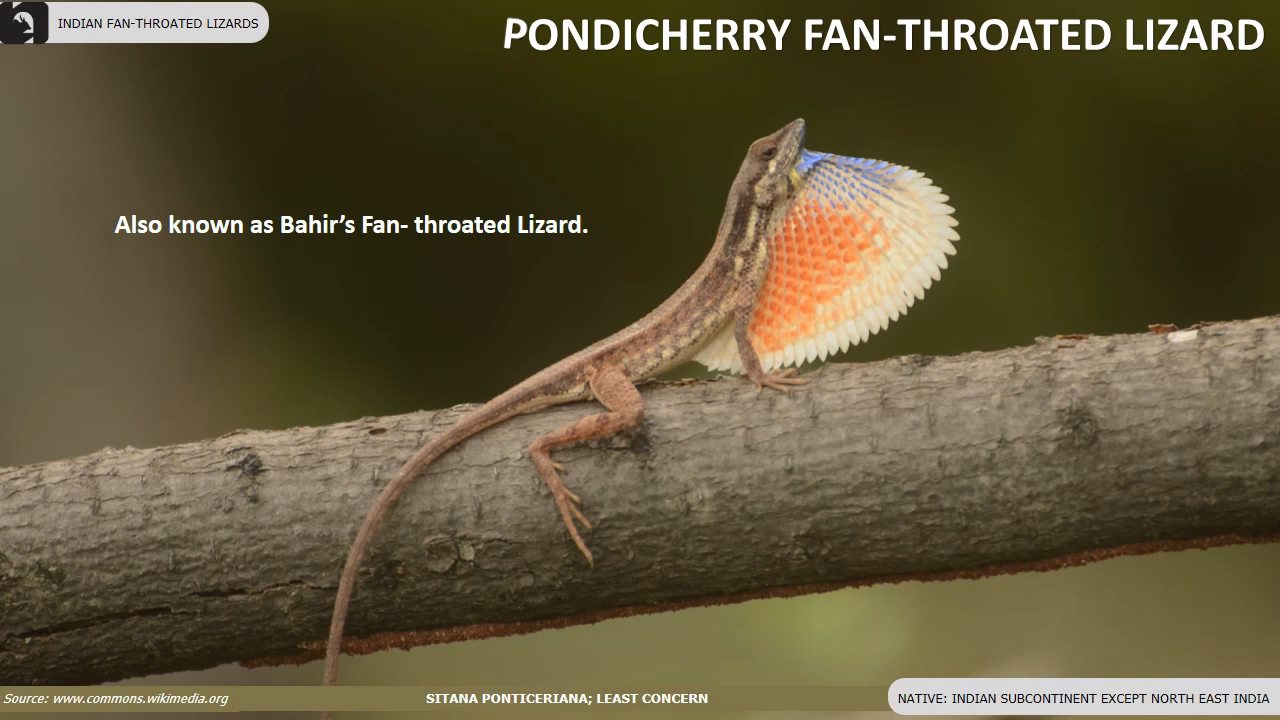 INDIAN FAN-THROATED LIZARDS
PONDICHERRY FAN-THROATED LIZARD
Also known as Bahir’s Fan- throated Lizard.
Source: www.commons.wikimedia.org
SITANA PONTICERIANA; LEAST CONCERN
NATIVE: INDIAN SUBCONTINENT EXCEPT NORTH EAST INDIA